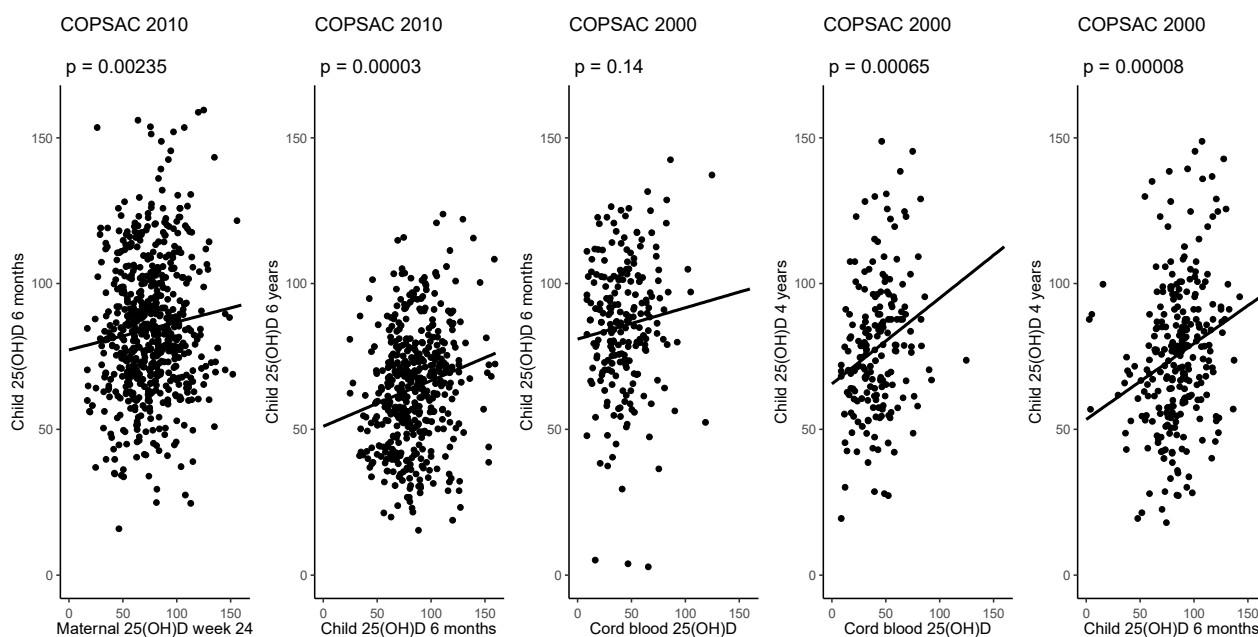 COPSAC 2010
p = 0.00235
Child 25(OH)D 6 months
150
100
50
0
0 50 100 150
Maternal 25(OH)D week 24
COPSAC 2010
p = 0.00003
Child 25(OH)D 6 years
150
100
50
0
0 50 100 150
Child 25(OH)D 6 months
COPSAC 2000
p = 0.14
Child 25(OH)D 6 months
150
100
50
0
0 50 100 150
Cord blood 25(OH)D
COPSAC 2000
p = 0.00065
Child 25(OH)D 4 years
150
100
50
0
0 50 100 150
Cord blood 25(OH)D
COPSAC 2000
p = 0.00008
Child 25(OH)D 4 years
150
100
50
0
0 50 100 150
Child 25(OH)D 6 months